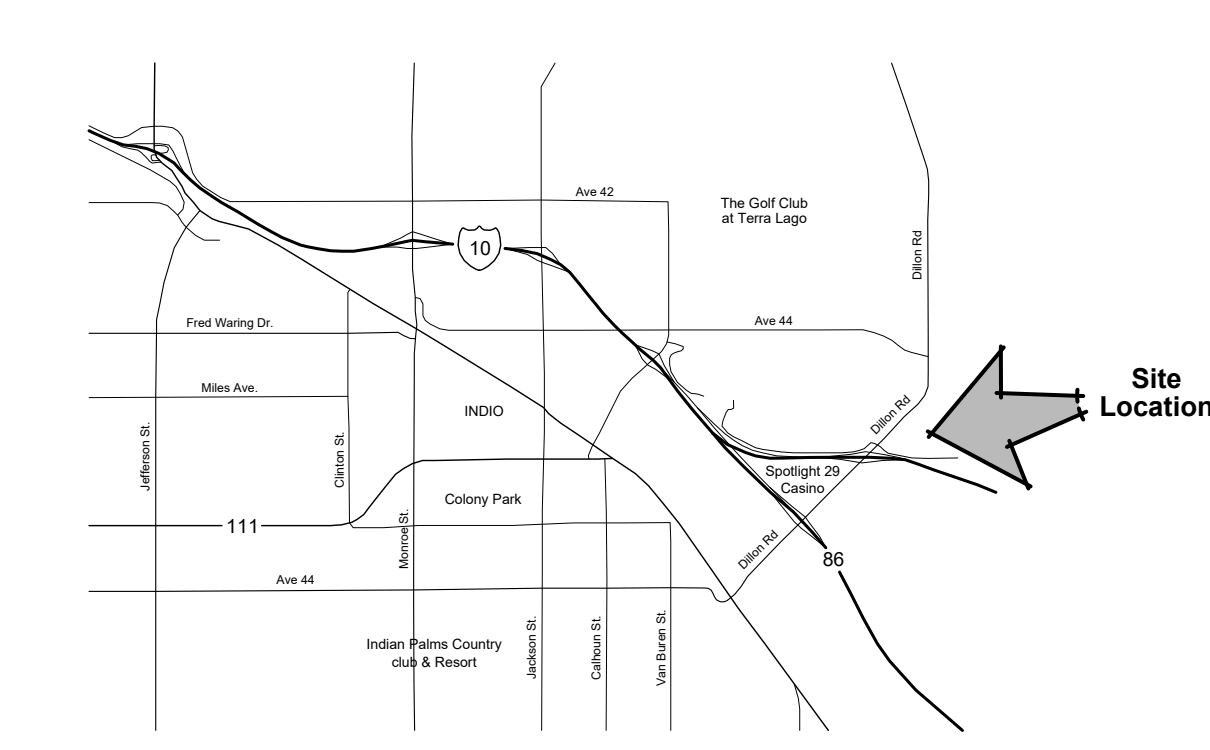 Ave 42
The Golf Club
at Terra Lago
Dillon Rd
10
Fred Waring Dr.
Ave 44
Site
Location
Miles Ave.
INDIO
Dillon Rd
Jefferson St.
Clinton St.
Spotlight 29
Casino
Colony Park
111
Monroe St.
Dillon Rd
86
Ave 44
Indian Palms Country
club & Resort
Jackson St.
Calhoun St.
Van Buren St.